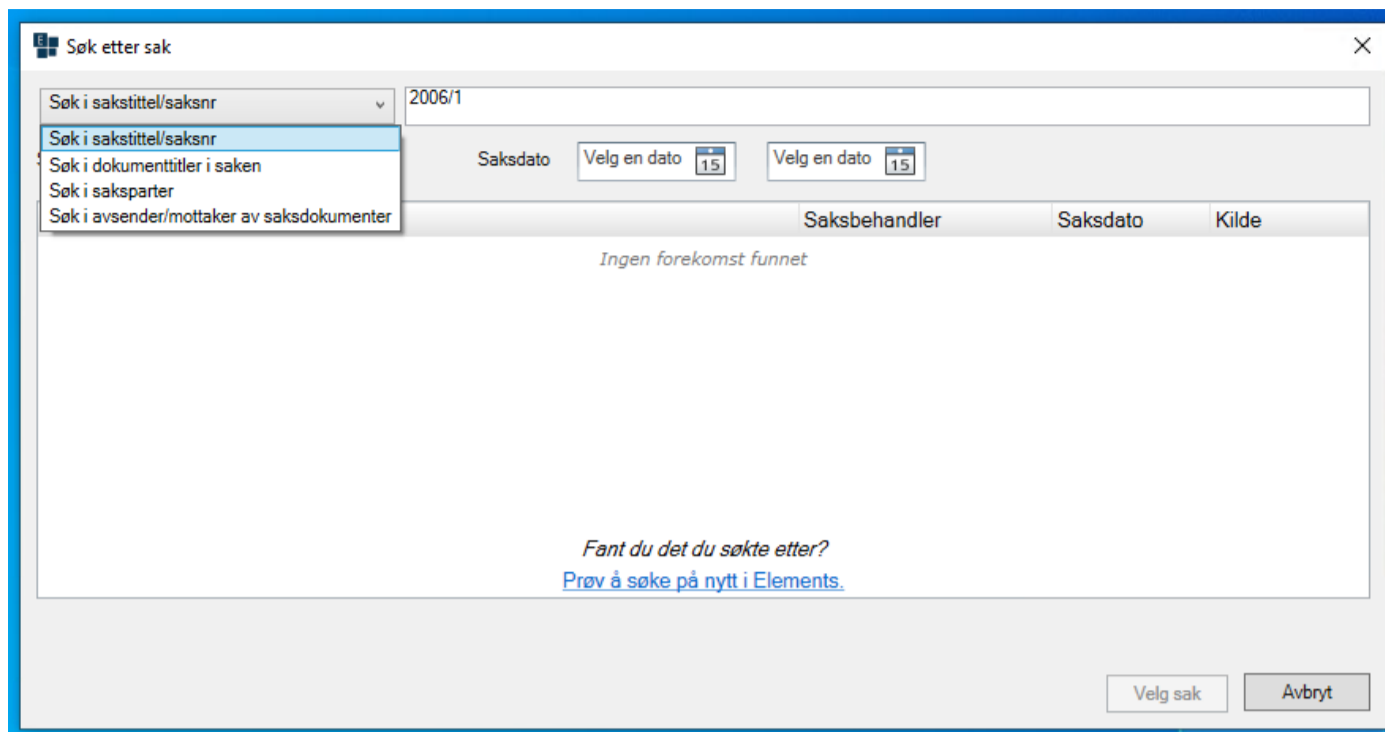 Søk etter sak
Søk i sakstittel/saksnr 2006/1
Søk i sakstittel/saksnr
Søk i dokumenttitler i saken
Søk i saksparter
Søk i avsender/mottaker av saksdokumenter
Saksdato Velg en dato 15 Velg en dato 15
Saksbehandler Saksdato Kilde
Ingen forekomst funnet
Fant du det du søkte etter?
Prøv å søke på nytt i Elements.
Velg sak Avbryt